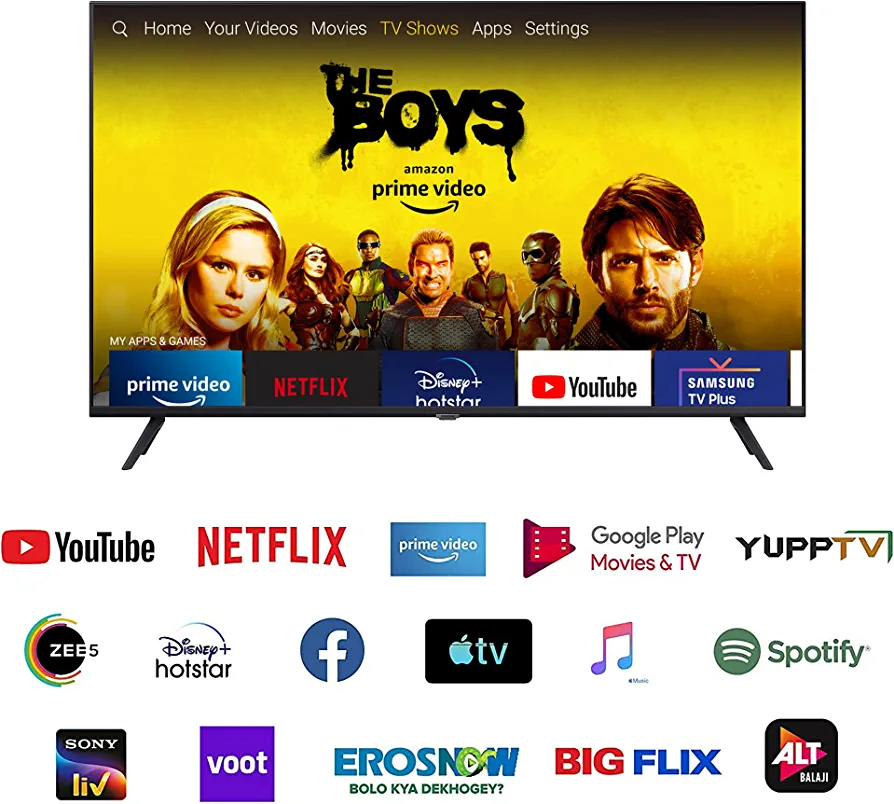 Home Your Videos Movies TV Shows Apps Settings
THE
BOYS
amazon
prime video
MY APPS & GAMES
prime video
NETFLIX
Disney+
hotstar
YouTube
SAMSUNG
TV Plus
YouTube
NETFLIX
prime video
Google Play
Movies & TV
YUPPTV
ZEE5
Disney+
hotstar
f
tv
Music
Spotify
SONY
liv
voot
EROSNOW
BOLO KYA DEKHOGEY?
BIG FLIX
ALT
BALAJI